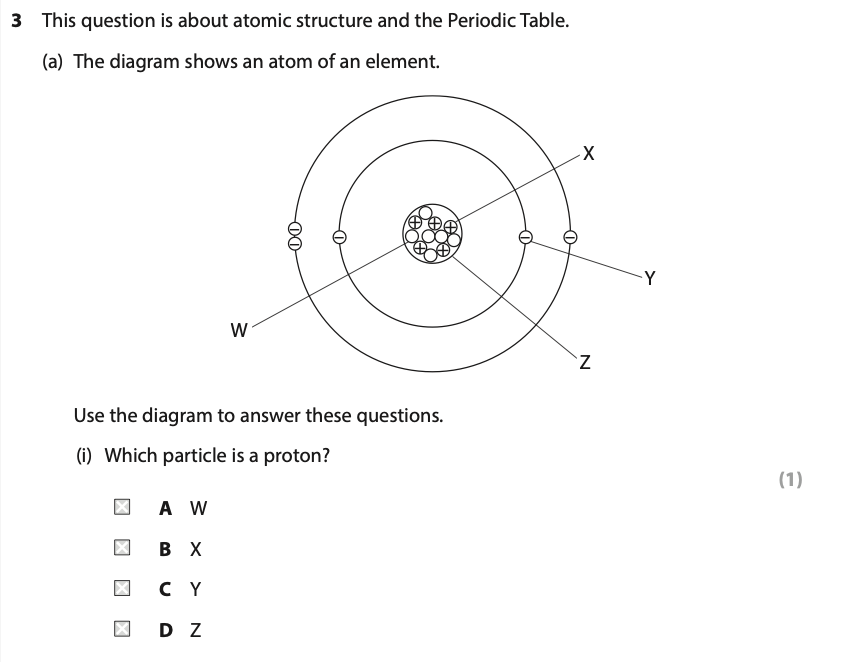 3 This question is about atomic structure and the Periodic Table.
(a) The diagram shows an atom of an element.
X
Y
W
Z
Use the diagram to answer these questions.
(i) Which particle is a proton?
(1)
A W
B X
C Y
D Z